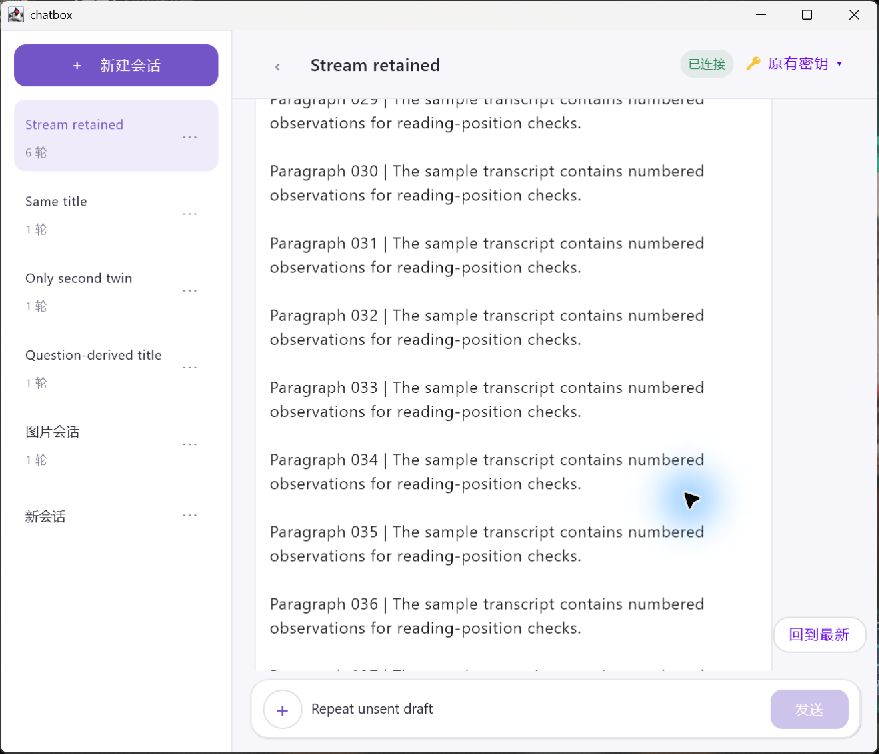 chatbox
+ 新建会话
Stream retained
6 轮
...
Same title
1 轮
...
Only second twin
1 轮
...
Question-derived title
1 轮
...
图片会话
1 轮
...
新会话
...
Stream retained
已连接
原有密钥
Paragraph 029 | The sample transcript contains numbered
observations for reading-position checks.
Paragraph 030 | The sample transcript contains numbered
observations for reading-position checks.
Paragraph 031 | The sample transcript contains numbered
observations for reading-position checks.
Paragraph 032 | The sample transcript contains numbered
observations for reading-position checks.
Paragraph 033 | The sample transcript contains numbered
observations for reading-position checks.
Paragraph 034 | The sample transcript contains numbered
observations for reading-position checks.
Paragraph 035 | The sample transcript contains numbered
observations for reading-position checks.
Paragraph 036 | The sample transcript contains numbered
observations for reading-position checks.
回到最新
+ Repeat unsent draft
发送